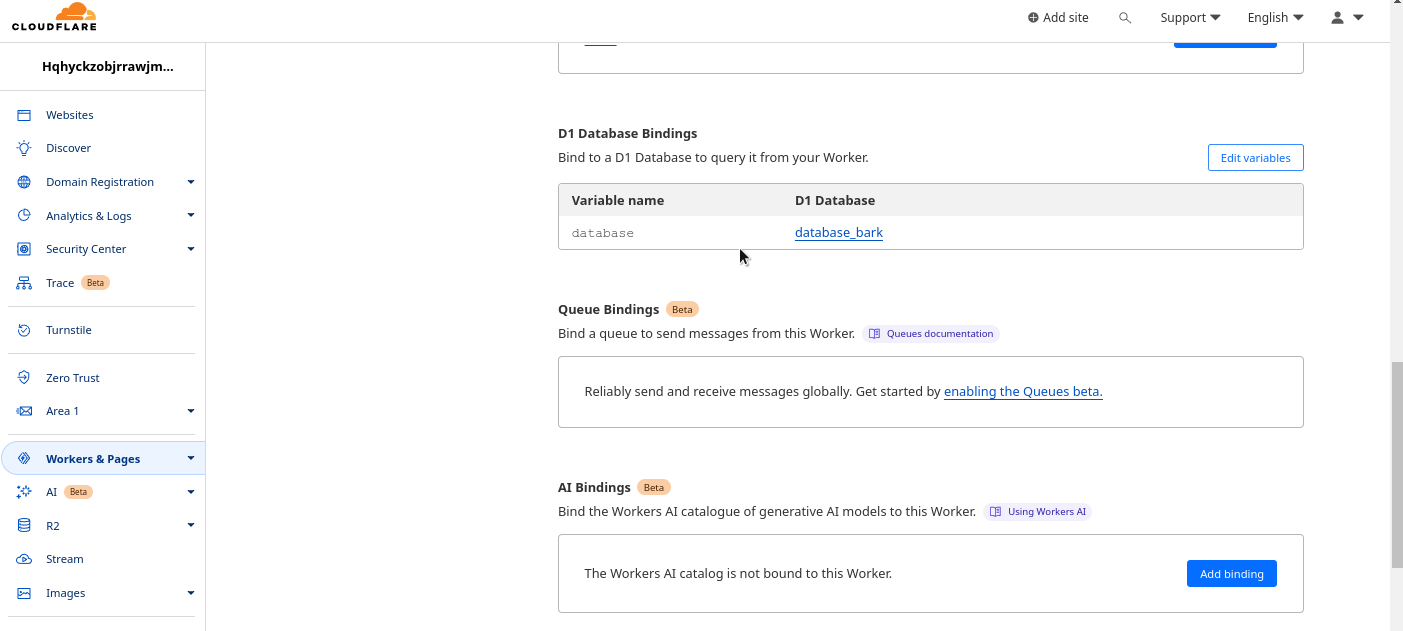 CLOUDFLARE
Add site
Support
English
Hqhyckzobjrrawjm...
Websites
Discover
Domain Registration
Analytics & Logs
Security Center
Trace Beta
Turnstile
Zero Trust
Area 1
Workers & Pages
AI Beta
R2
Stream
Images
D1 Database Bindings
Bind to a D1 Database to query it from your Worker.
Edit variables
Variable name D1 Database
database database_bark
Queue Bindings Beta
Bind a queue to send messages from this Worker. Queues documentation
Reliably send and receive messages globally. Get started by enabling the Queues beta.
AI Bindings Beta
Bind the Workers AI catalogue of generative AI models to this Worker. Using Workers AI
The Workers AI catalog is not bound to this Worker.
Add binding